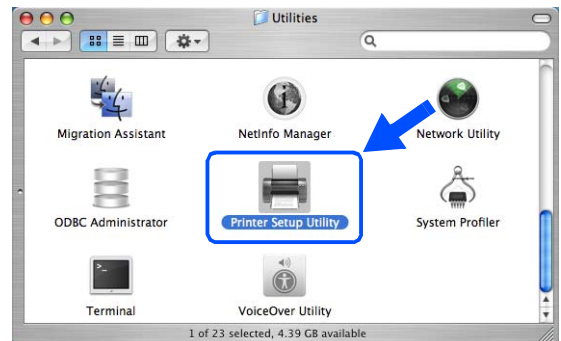 Utilities
Migration Assistant
NetInfo Manager
Network Utility
ODBC Administrator
Printer Setup Utility
System Profiler
Terminal
VoiceOver Utility
1 of 23 selected, 4.39 GB available